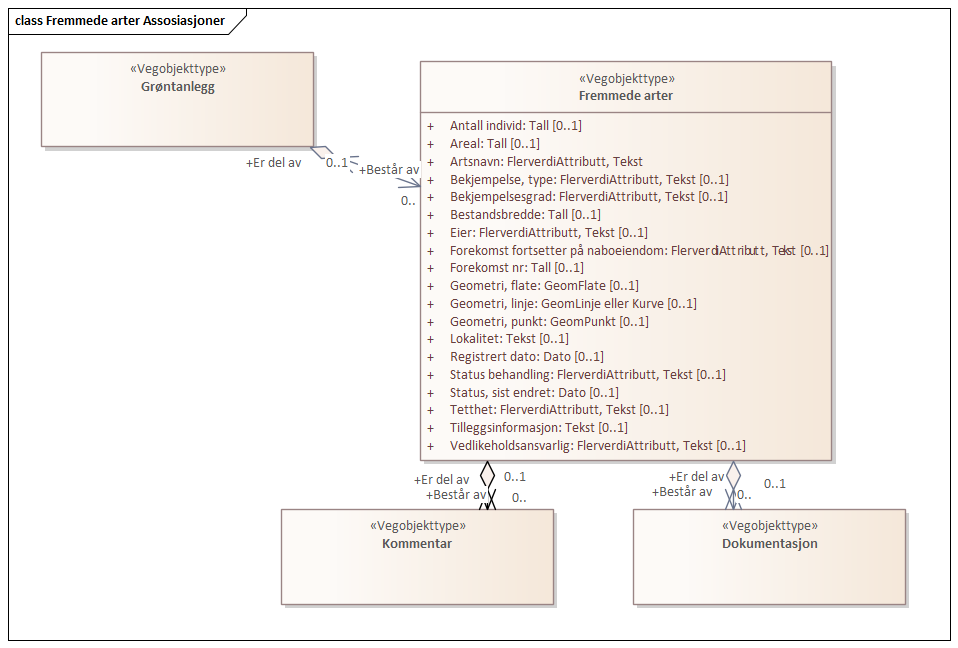 class Fremmede arter Assosiasjoner
«Vegobjekttype»
Grøntanlegg
«Vegobjekttype»
Fremmede arter
+ Antall individ: Tall [0..1]
+ Areal: Tall [0..1]
+ Artsnavn: FlerverdiAttributt, Tekst
+ Bekjempelse, type: FlerverdiAttributt, Tekst [0..1]
+ Bekjempelsesgrad: FlerverdiAttributt, Tekst [0..1]
+ Bestandsbredde: Tall [0..1]
+ Eier: FlerverdiAttributt, Tekst [0..1]
+ Forekomst fortsetter på naboeiendom: FlerverdiAttributt, Tekst [0..1]
+ Forekomst nr: Tall [0..1]
+ Geometri, flate: GeomFlate [0..1]
+ Geometri, linje: GeomLinje eller Kurve [0..1]
+ Geometri, punkt: GeomPunkt [0..1]
+ Lokalitet: Tekst [0..1]
+ Registrert dato: Dato [0..1]
+ Status behandling: FlerverdiAttributt, Tekst [0..1]
+ Status, sist endret: Dato [0..1]
+ Tetthet: FlerverdiAttributt, Tekst [0..1]
+ Tilleggsinformasjon: Tekst [0..1]
+ Vedlikeholdsansvarlig: FlerverdiAttributt, Tekst [0..1]
+Er del av
0..1
+Består av
0..
+Er del av
0..1
+Består av
0..
+Er del av
0..1
+Består av
0..
«Vegobjekttype»
Kommentar
«Vegobjekttype»
Dokumentasjon